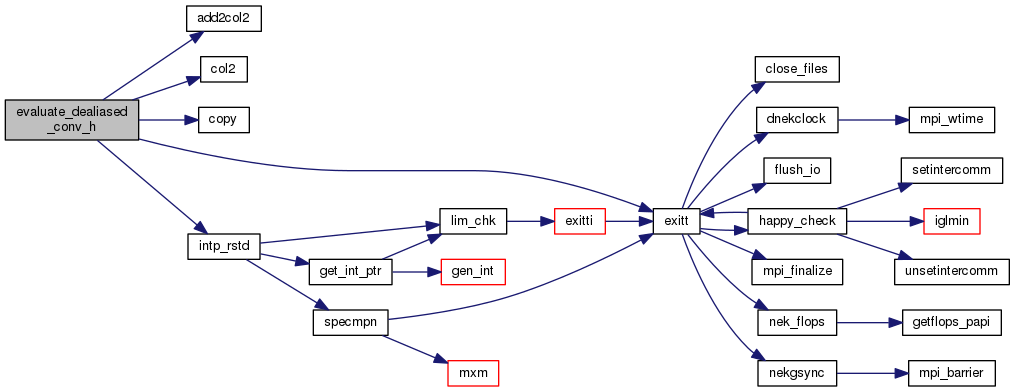 add2col2
col2
evaluate_dealiased
_conv_h
copy
intp_rstd
lim_chk
get_int_ptr
gen_int
specmpn
mxm
exitti
exitt
close_files
dnekclock
mpi_wtime
flush_io
setintercomm
happy_check
iglmin
mpi_finalize
unsetintercomm
nek_flops
getflops_papi
nekgsync
mpi_barrier